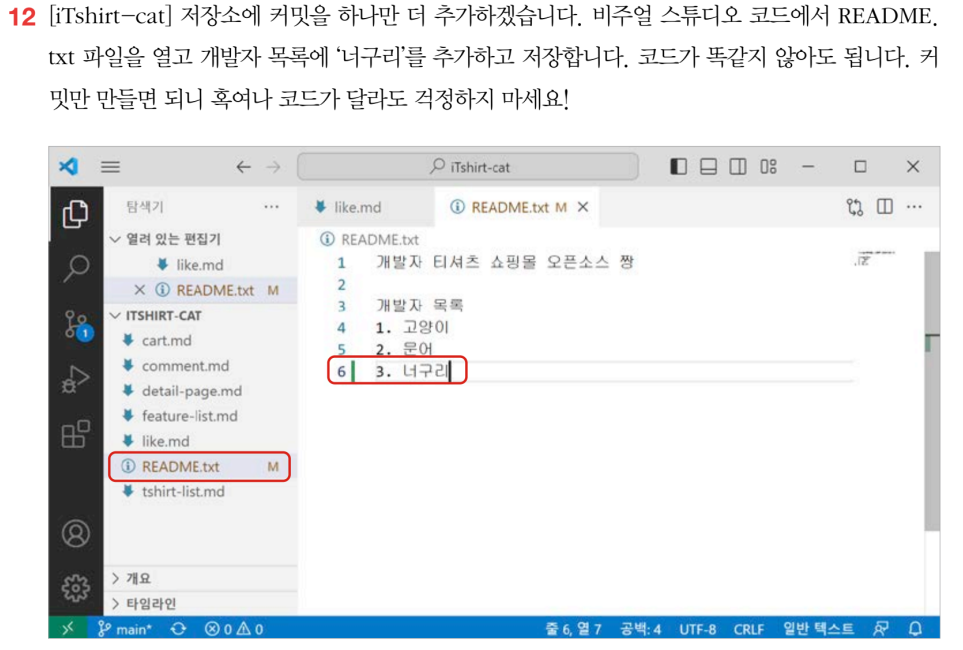 12 [iTshirt-cat] 저장소에 커밋을 하나만 더 추가하겠습니다. 비주얼 스튜디오 코드에서 README.
txt 파일을 열고 개발자 목록에 ‘너구리’를 추가하고 저장합니다. 코드가 똑같지 않아도 됩니다. 커
밋만 만들면 되니 혹여나 코드가 달라도 걱정하지 마세요!
iTshirt-cat
탐색기
like.md
README.txt M
열려 있는 편집기
like.md
README.txt M
ITSHIRT-CAT
cart.md
comment.md
detail-page.md
feature-list.md
like.md
README.txt M
tshirt-list.md
개요
타임라인
README.txt
1 개발자 티셔츠 쇼핑몰 오픈소스 짱
2
3 개발자 목록
4 1. 고양이
5 2. 문어
6 3. 너구리
1
main* 0 0 줄 6, 열 7 공백: 4 UTF-8 CRLF 일반 텍스트